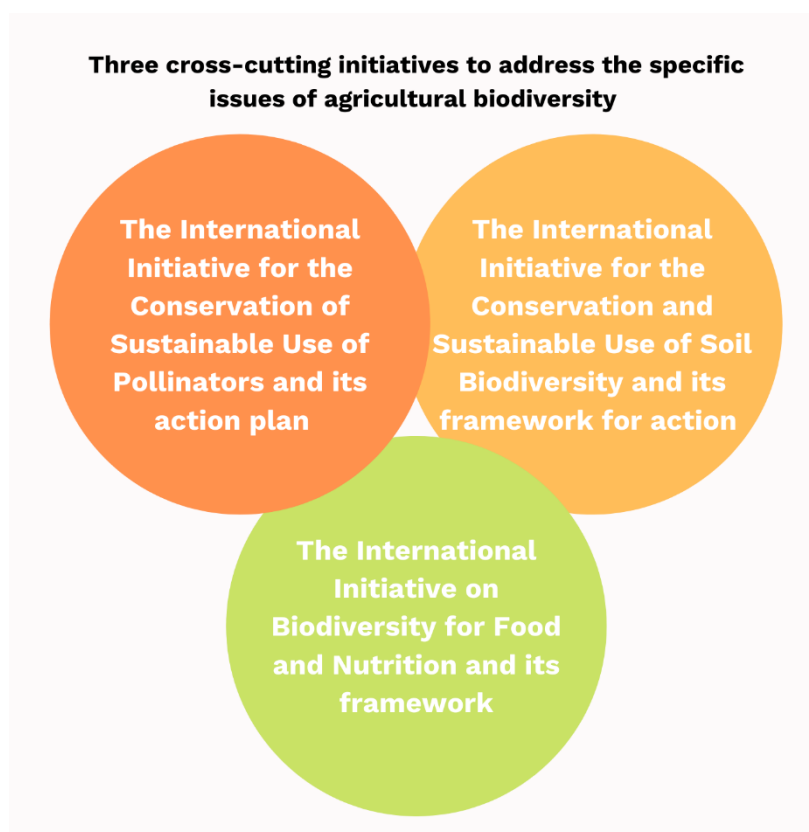 Three cross-cutting initiatives to address the specific
issues of agricultural biodiversity
The International
Initiative for the
Conservation of
Sustainable Use of
Pollinators and its
action plan
The International
Initiative for the
Conservation and
Sustainable Use of Soil
Biodiversity and its
framework for action
The International
Initiative on
Biodiversity for Food
and Nutrition and its
framework